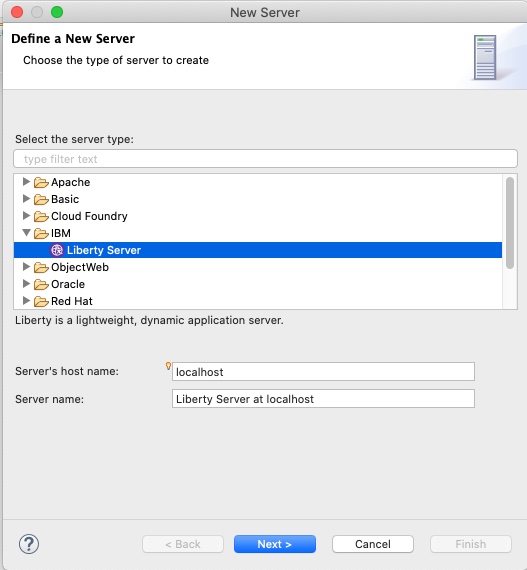 New Server
Define a New Server
Choose the type of server to create
Select the server type:
type filter text
Apache
Basic
Cloud Foundry
IBM
Liberty Server
ObjectWeb
Oracle
Red Hat
Liberty is a lightweight, dynamic application server.
Server's host name: localhost
Server name: Liberty Server at localhost
? < Back Next > Cancel Finish